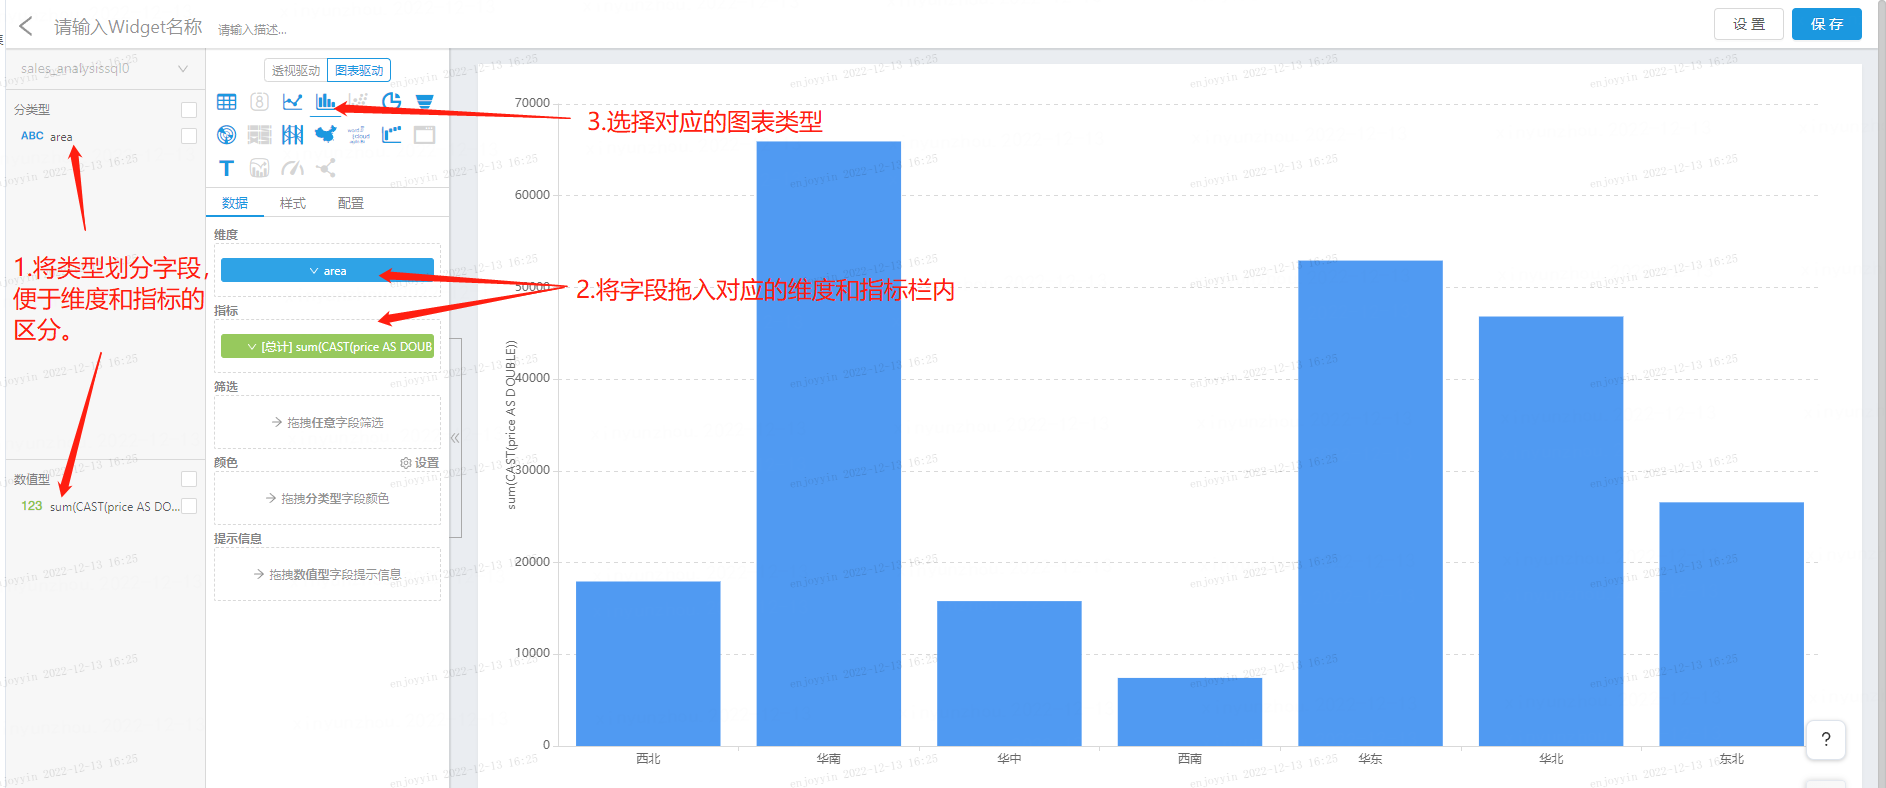 请输入Widget名称 请输入描述...
设 置
保 存
sales_analysissql0
透视驱动 图表驱动
分类型
ABC area
3.选择对应的图表类型
数据 样式 配置
维度
area
1.将类型划分字段，
便于维度和指标的
区分。
2.将字段拖入对应的维度和指标栏内
指标
[总计] sum(CAST(price AS DOUB
筛选
拖拽任意字段筛选
颜色 设置
拖拽分类型字段颜色
数值型
123 sum(CAST(price AS DO...
提示信息
拖拽数值型字段提示信息
sum(CAST(price AS DOUBLE))
70000
60000
50000
40000
30000
20000
10000
0
西北 华南 华中 西南 华东 华北 东北
?
enjoyyin 2022-12-13 16:25